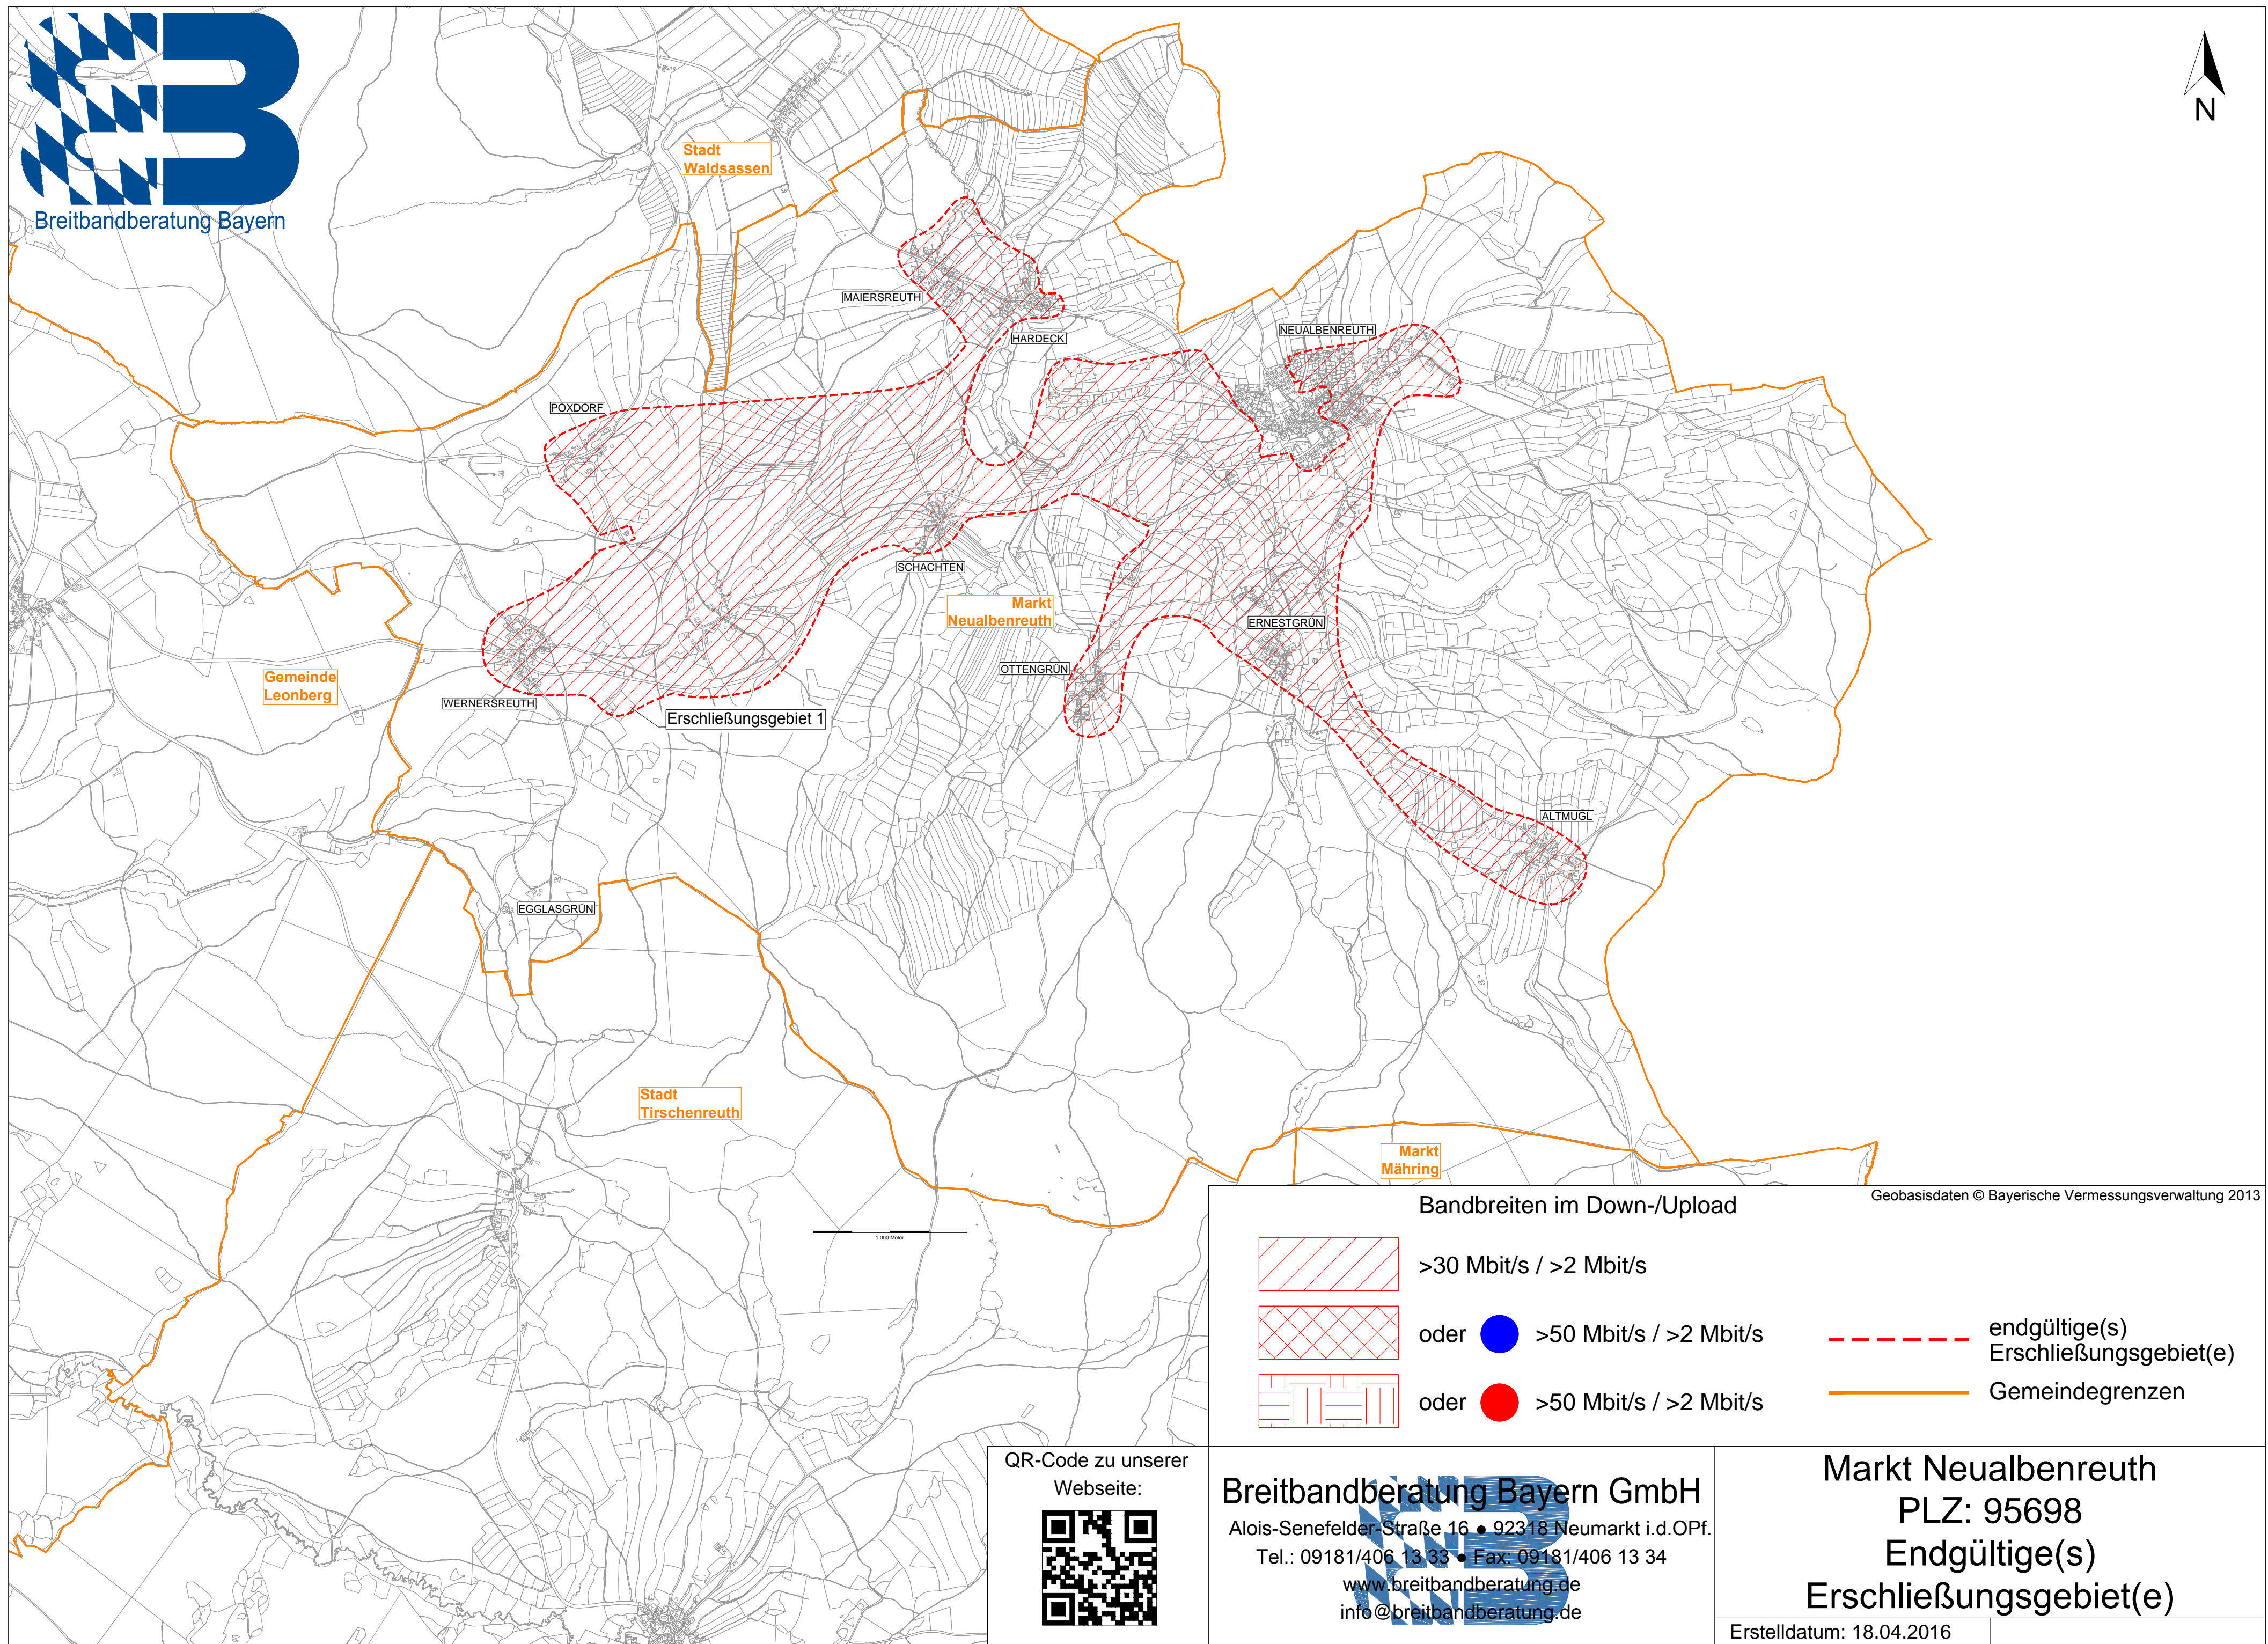 Breitbandberatung Bayern
N
Stadt
Waldsassen
MAIERSREUTH
HARDECK
NEUALBENREUTH
POXDORF
SCHACHTEN
Markt
Neualbenreuth
ERNESTGRÜN
OTTENGRÜN
Gemeinde
Leonberg
WERNERSREUTH
Erschließungsgebiet 1
ALTMUGL
EGGLASGRÜN
Stadt
Tirschenreuth
Markt
Mähring
1.000 Meter
Bandbreiten im Down-/Upload
Geobasisdaten © Bayerische Vermessungsverwaltung 2013
>30 Mbit/s / >2 Mbit/s
oder >50 Mbit/s / >2 Mbit/s
oder >50 Mbit/s / >2 Mbit/s
endgültige(s)
Erschließungsgebiet(e)
Gemeindegrenzen
QR-Code zu unserer
Webseite:
Breitbandberatung Bayern GmbH
Alois-Senefelder-Straße 16 ● 92318 Neumarkt i.d.OPf.
Tel.: 09181/406 13 33 ● Fax: 09181/406 13 34
www.breitbandberatung.de
info@breitbandberatung.de
Markt Neualbenreuth
PLZ: 95698
Endgültige(s)
Erschließungsgebiet(e)
Erstelldatum: 18.04.2016